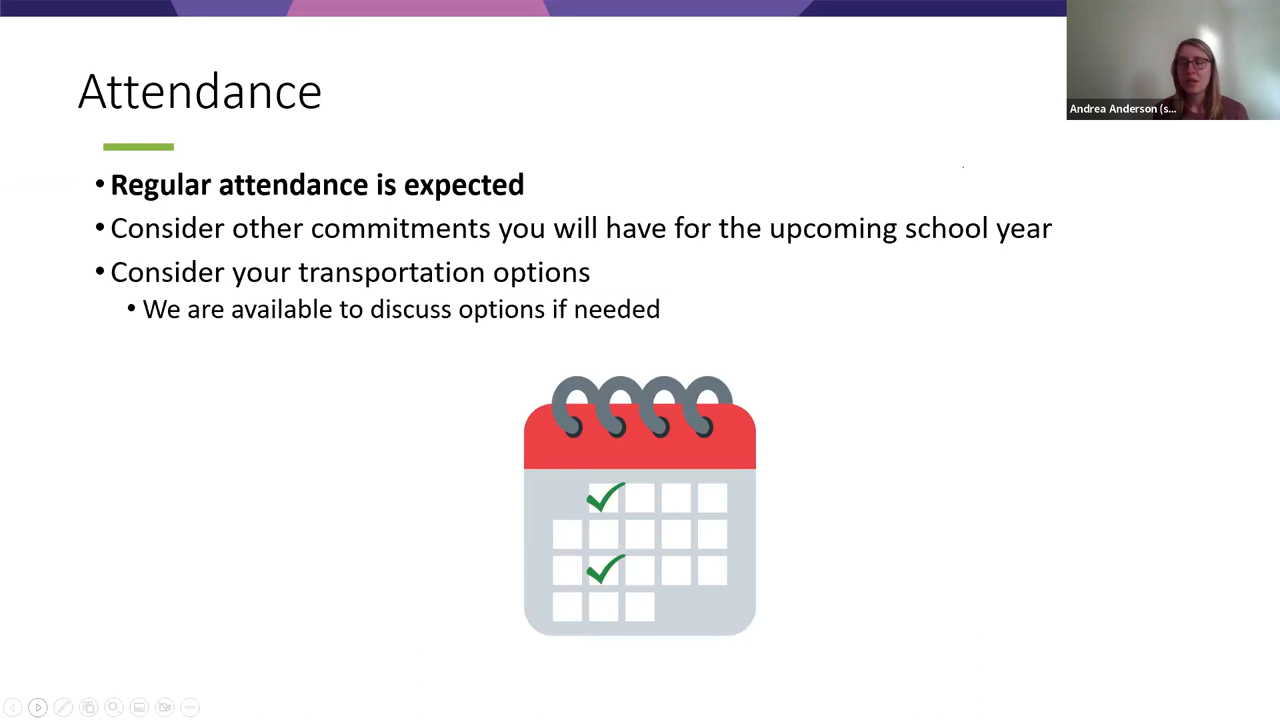 Attendance
Andrea Anderson (s...
• Regular attendance is expected
• Consider other commitments you will have for the upcoming school year
• Consider your transportation options
• We are available to discuss options if needed